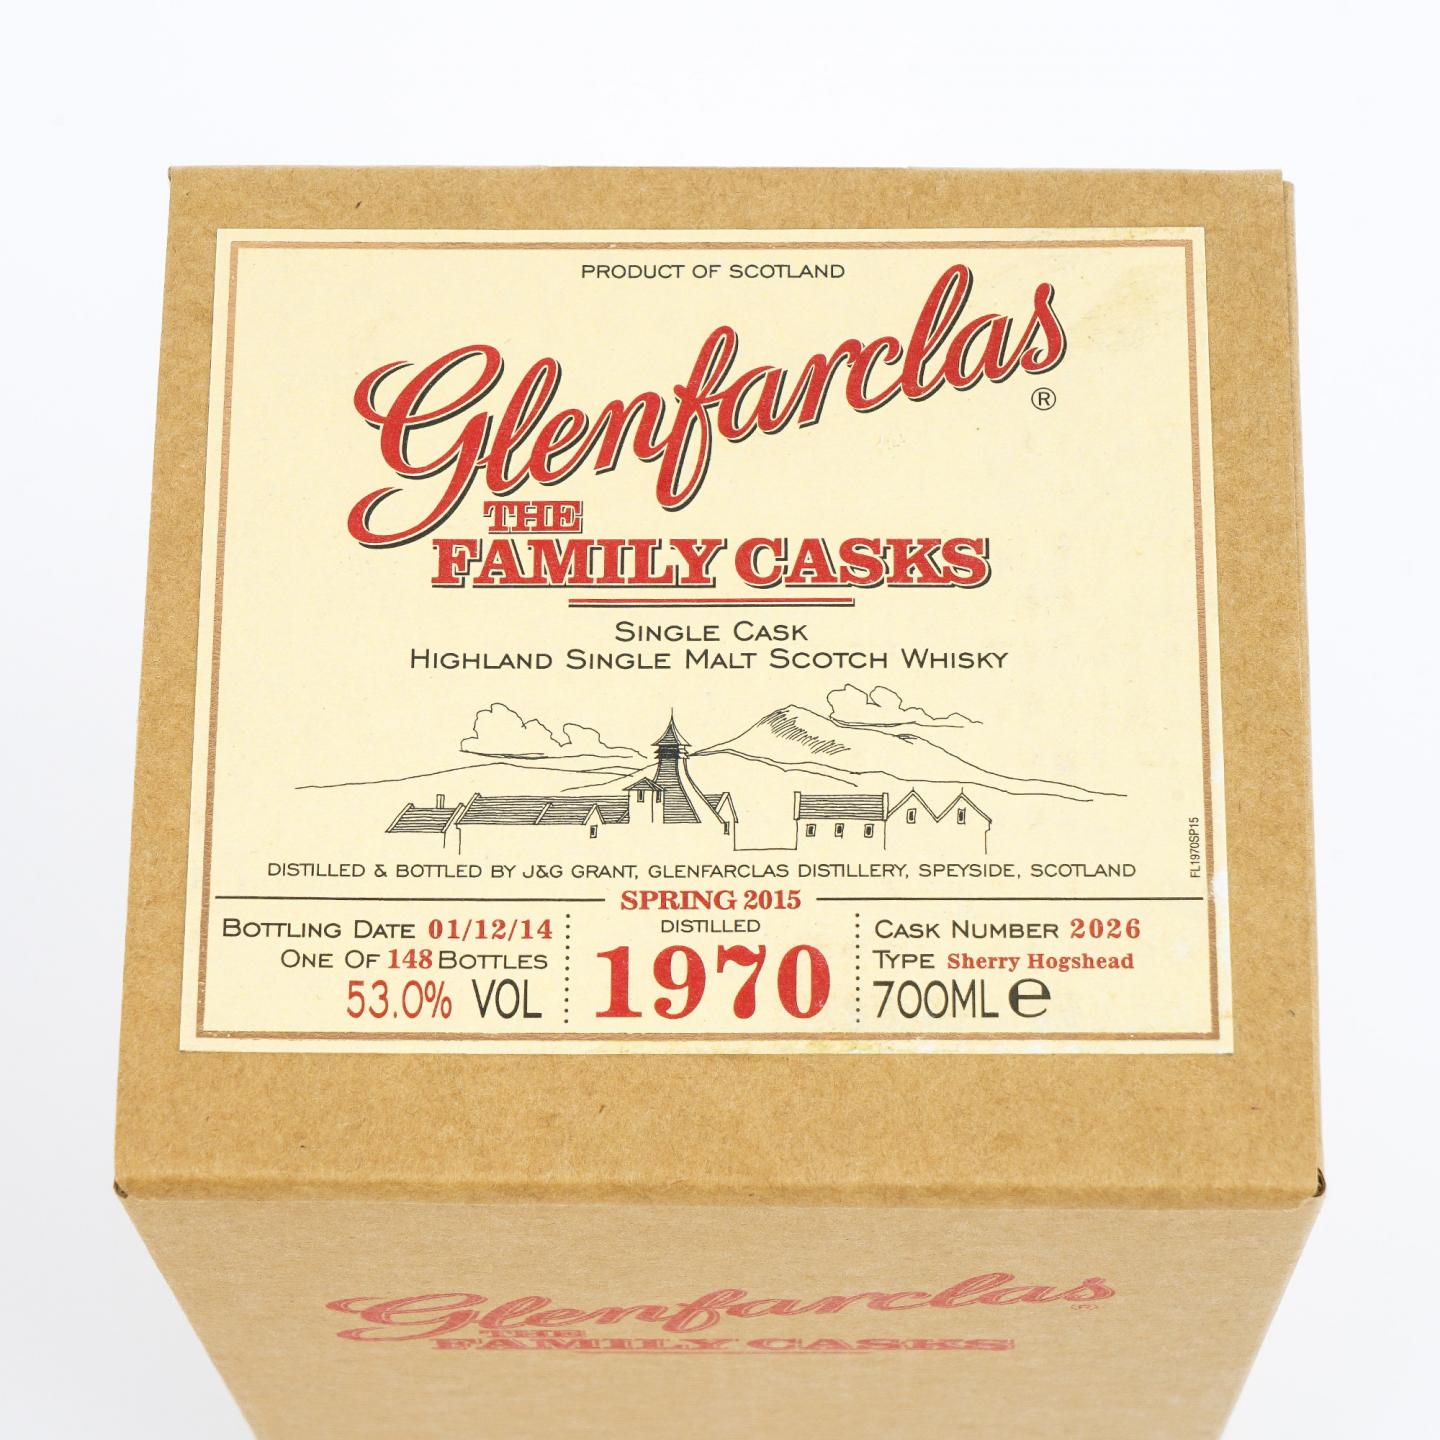 PRODUCT OF SCOTLAND
Glenfarclas
®
THE
FAMILY CASKS
SINGLE CASK
HIGHLAND SINGLE MALT SCOTCH WHISKY
DISTILLED & BOTTLED BY J&G GRANT, GLENFARCLAS DISTILLERY, SPEYSIDE, SCOTLAND
FL1970SP15
SPRING 2015
BOTTLING DATE 01/12/14
ONE OF 148 BOTTLES
53.0% VOL
DISTILLED
1970
CASK NUMBER 2026
TYPE Sherry Hogshead
700ML e
Glenfarclas
®
THE
FAMILY CASKS